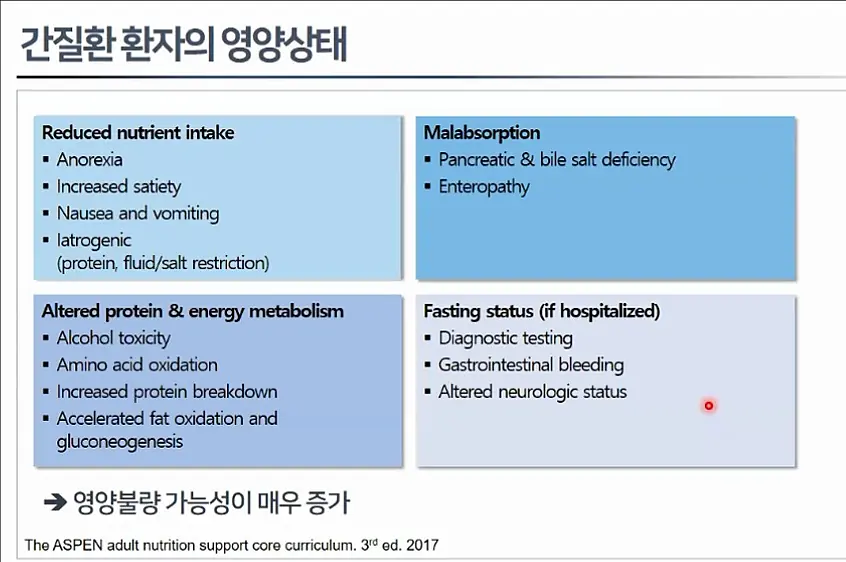 간질환 환자의 영양상태
Reduced nutrient intake
▪ Anorexia
▪ Increased satiety
▪ Nausea and vomiting
▪ Iatrogenic
(protein, fluid/salt restriction)
Malabsorption
▪ Pancreatic & bile salt deficiency
▪ Enteropathy
Altered protein & energy metabolism
▪ Alcohol toxicity
▪ Amino acid oxidation
▪ Increased protein breakdown
▪ Accelerated fat oxidation and
gluconeogenesis
Fasting status (if hospitalized)
▪ Diagnostic testing
▪ Gastrointestinal bleeding
▪ Altered neurologic status
➔ 영양불량 가능성이 매우 증가
The ASPEN adult nutrition support core curriculum. 3rd ed. 2017